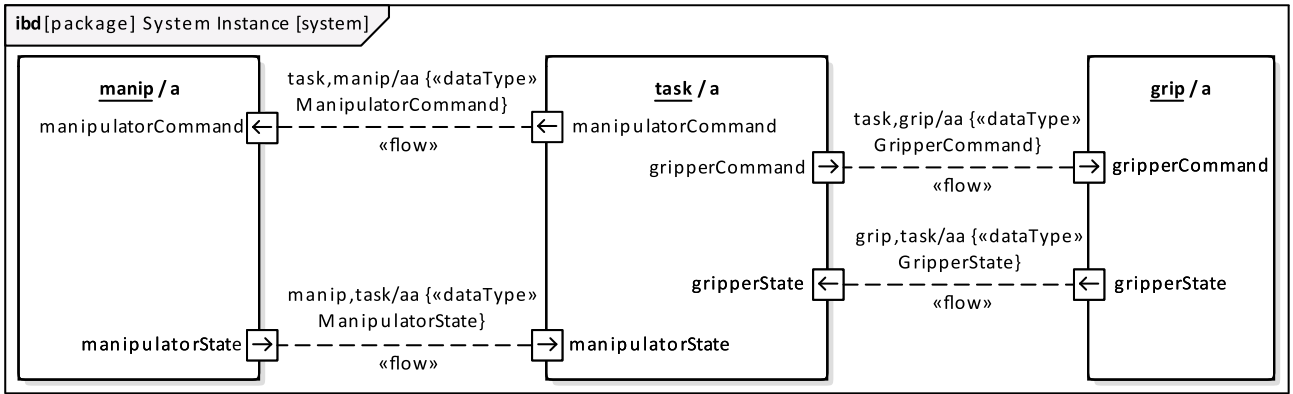 ibd [package] System Instance [system]
manip / a
manipulatorCommand
manipulatorState
task,manip/aa {«dataType»
ManipulatorCommand}
«flow»
manip,task/aa {«dataType»
ManipulatorState}
«flow»
task / a
manipulatorCommand
gripperCommand
gripperState
manipulatorState
task,grip/aa {«dataType»
GripperCommand}
«flow»
grip,task/aa {«dataType»
GripperState}
«flow»
grip / a
gripperCommand
gripperState